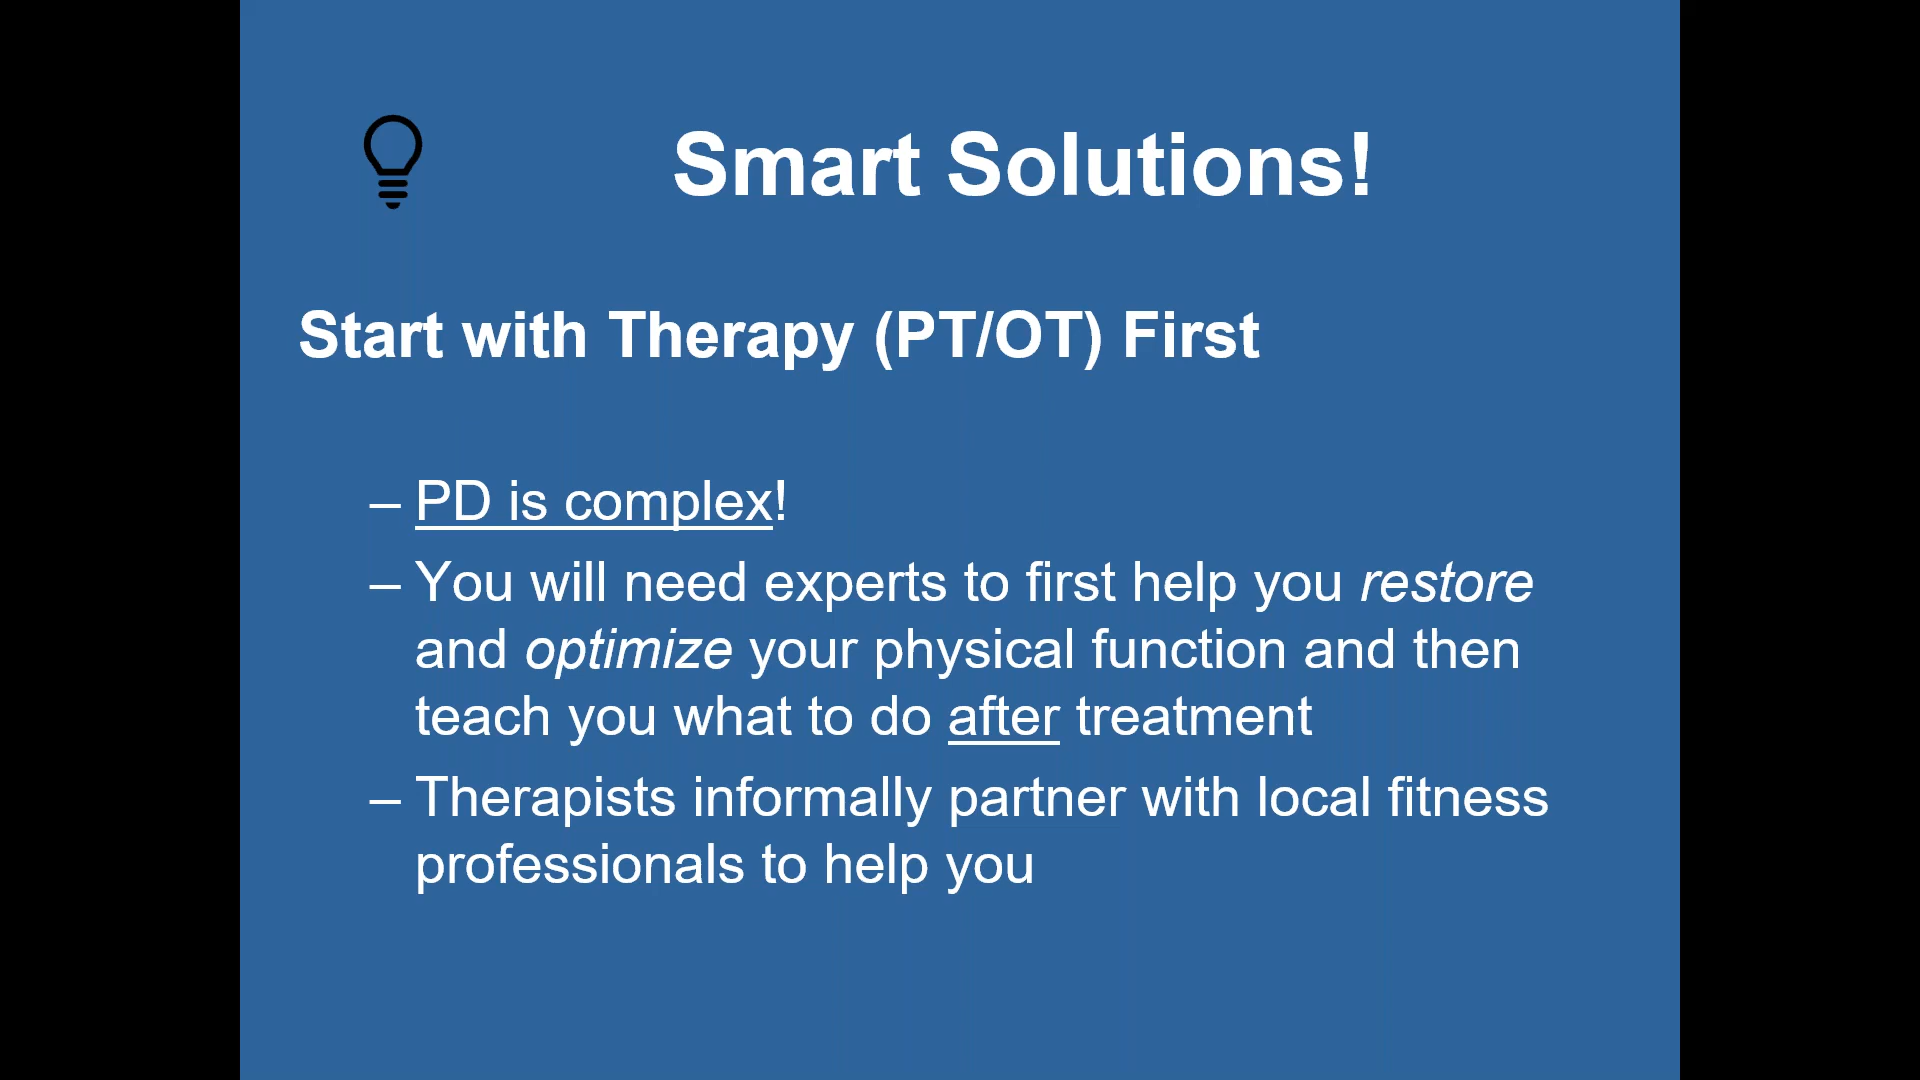 Smart Solutions!
Start with Therapy (PT/OT) First
– PD is complex!
– You will need experts to first help you restore
and optimize your physical function and then
teach you what to do after treatment
– Therapists informally partner with local fitness
professionals to help you